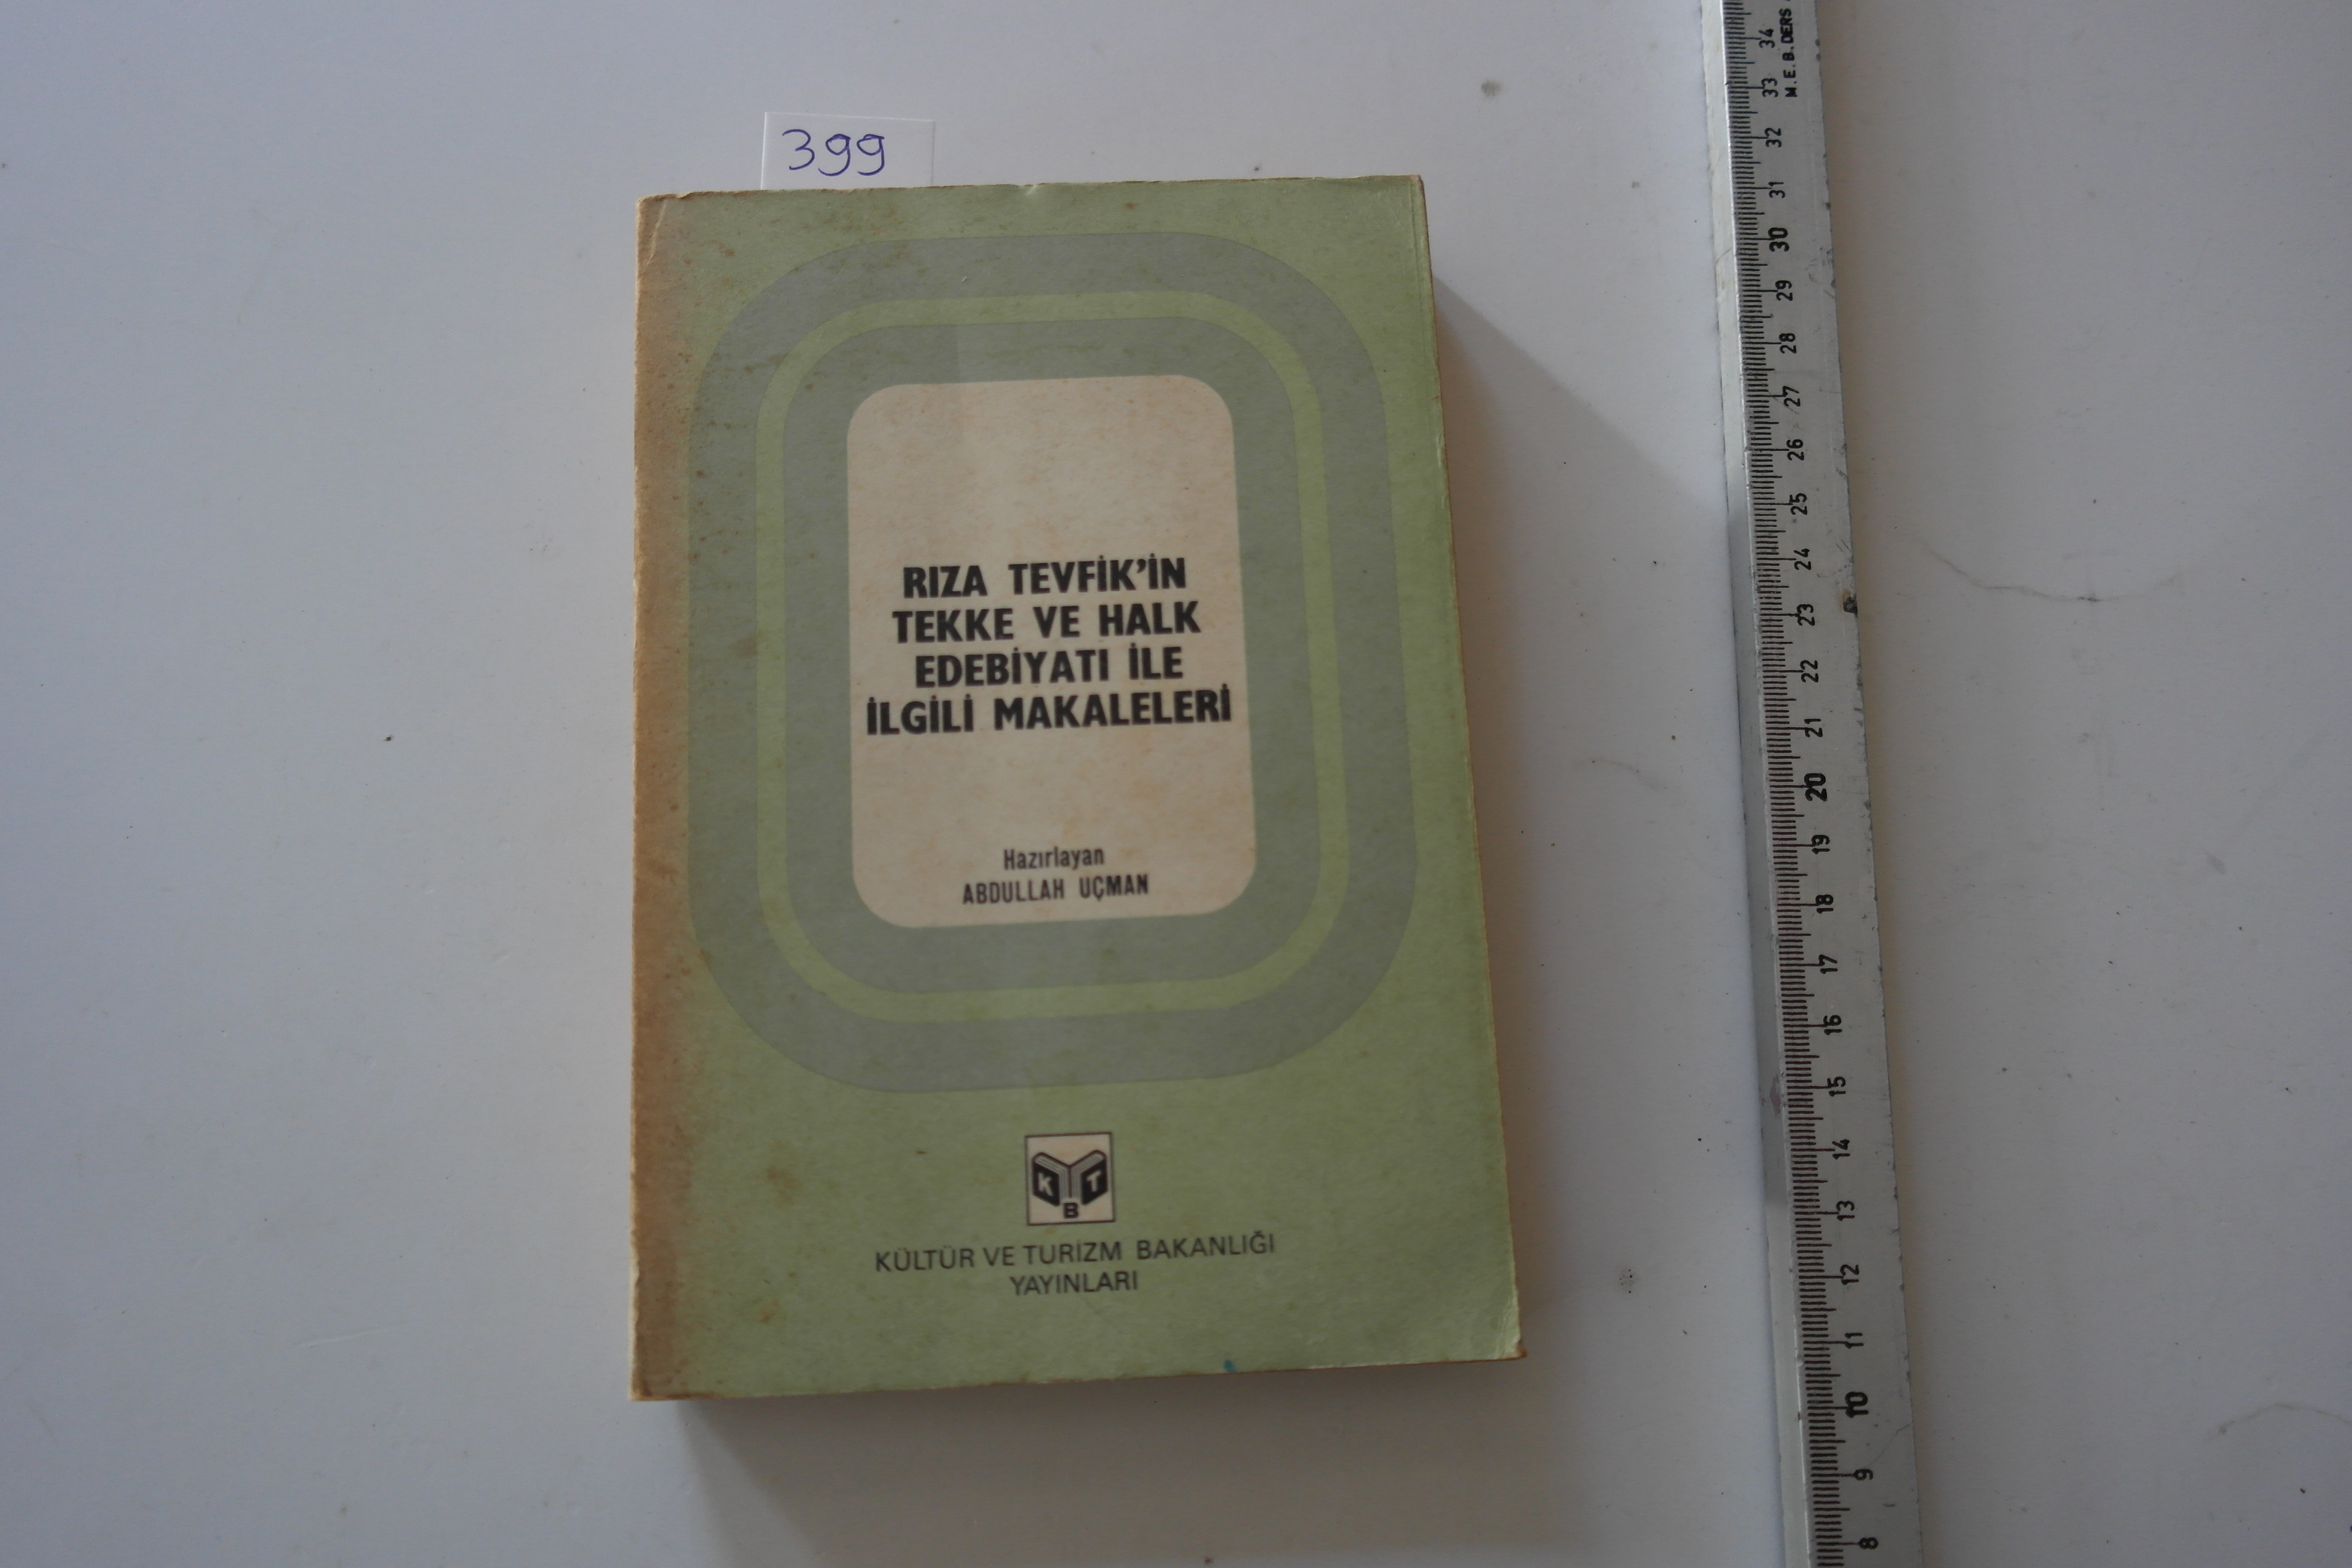 399
RIZA TEVFİK'İN
TEKKE VE HALK
EDEBİYATI İLE
İLGİLİ MAKALELERİ
Hazırlayan
ABDULLAH UÇMAN
K T
B
KÜLTÜR VE TURİZM BAKANLIĞI
YAYINLARI
M.E.B. DERS
34
33
32
31
30
29
28
27
26
25
24
23
22
21
20
19
18
17
16
15
14
13
12
11
10
9
8